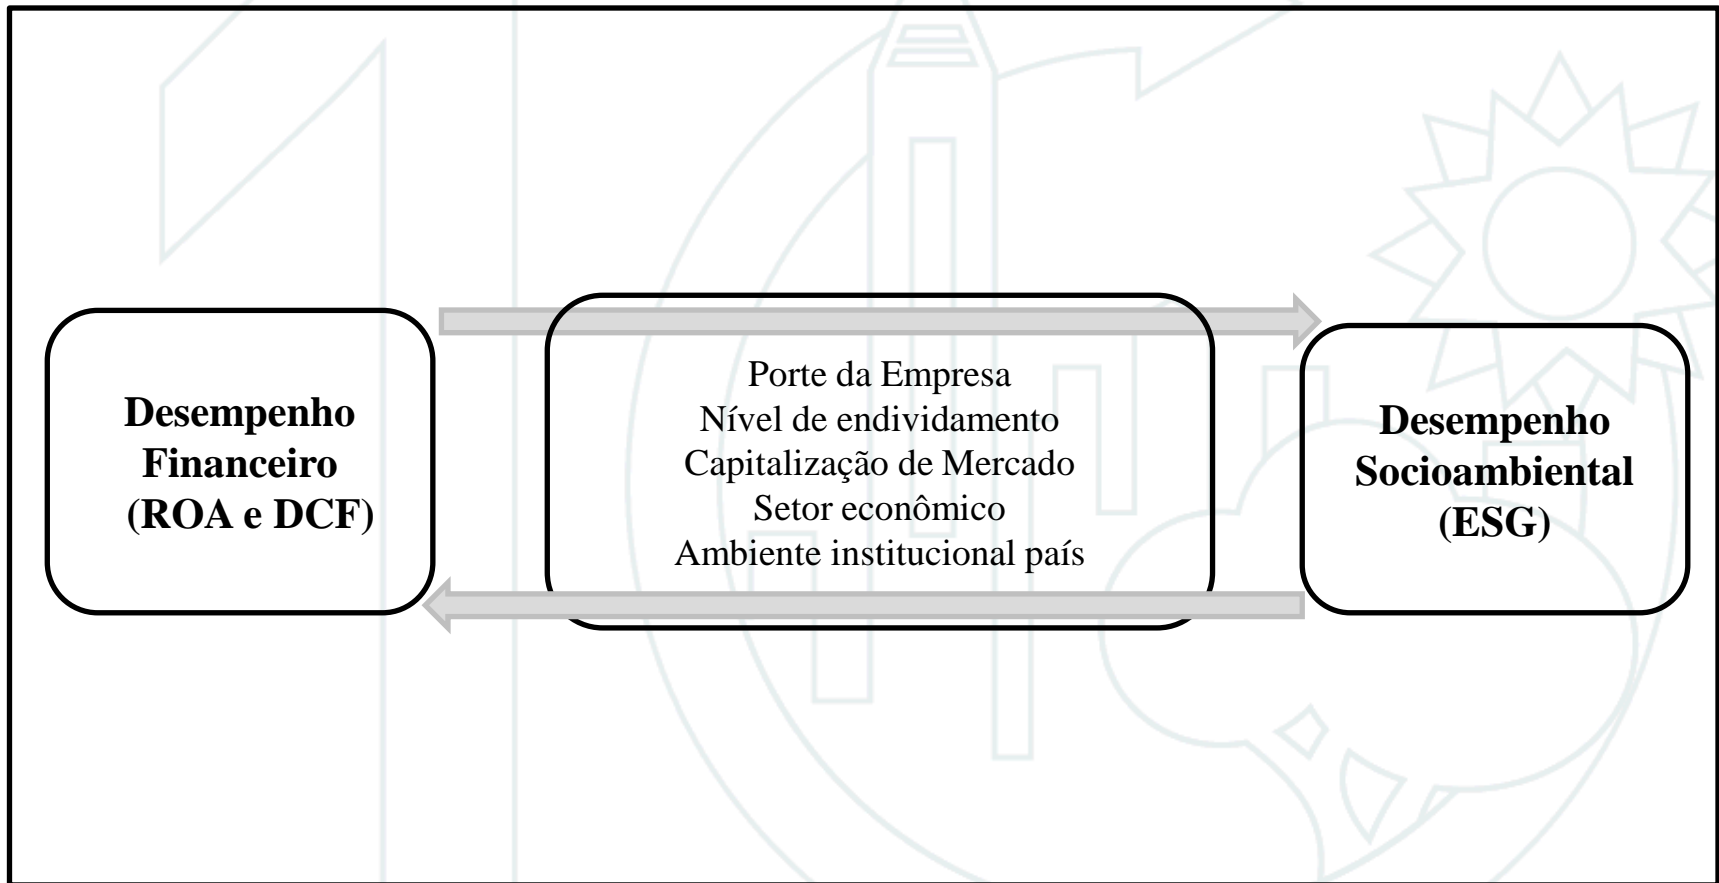 Desempenho
Financeiro
(ROA e DCF)
Porte da Empresa
Nível de endividamento
Capitalização de Mercado
Setor econômico
Ambiente institucional país
Desempenho
Socioambiental
(ESG)